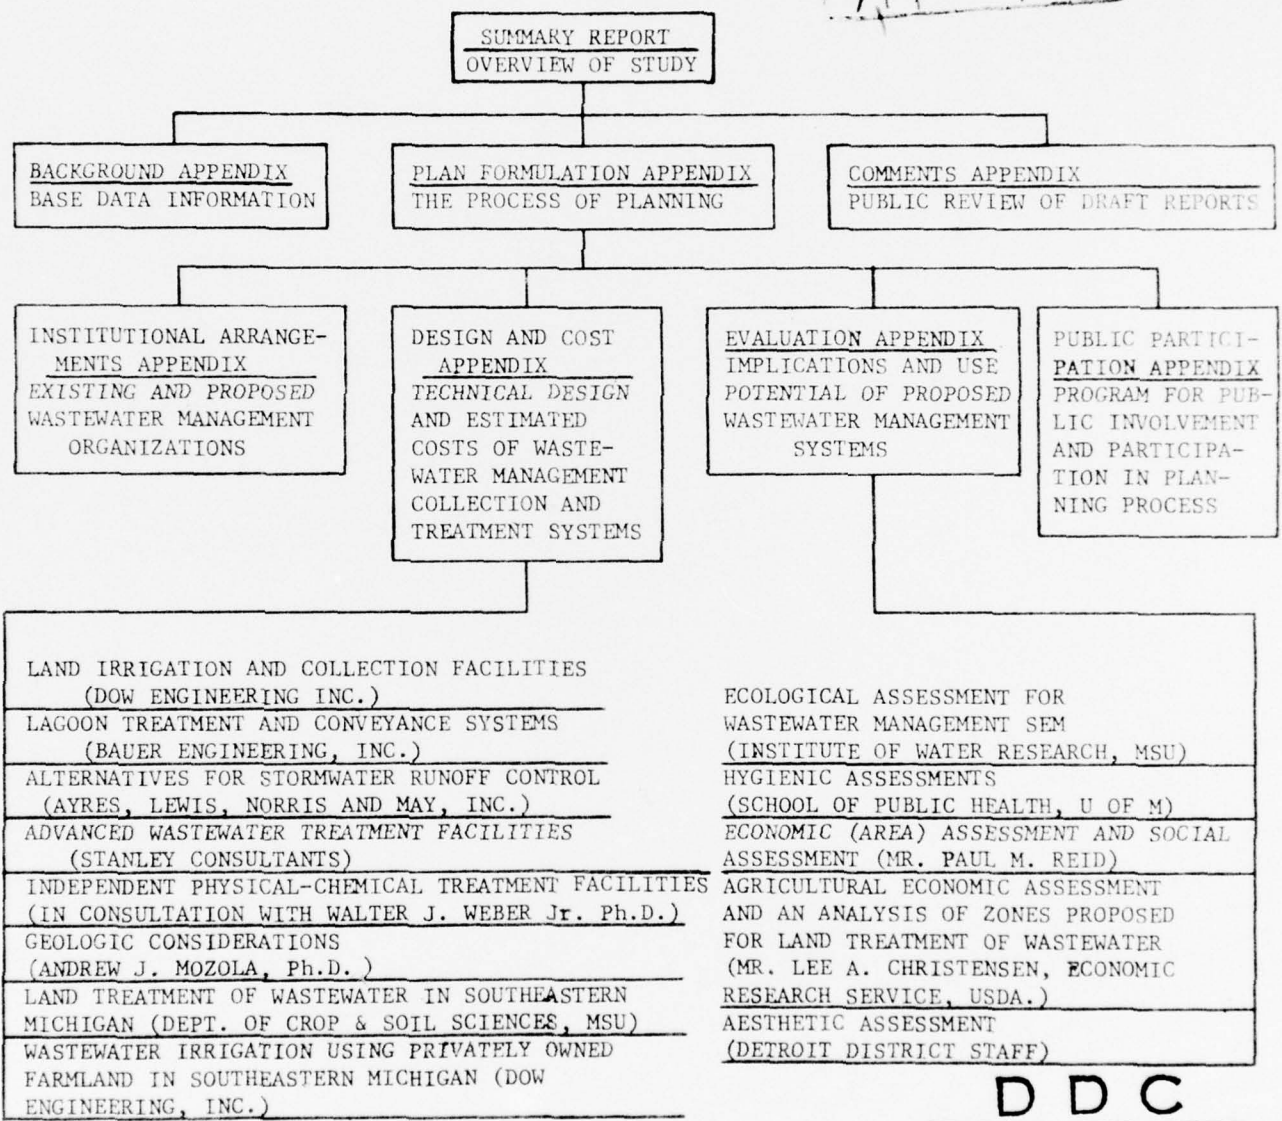 SUMMARY REPORT
OVERVIEW OF STUDY
BACKGROUND APPENDIX
BASE DATA INFORMATION
PLAN FORMULATION APPENDIX
THE PROCESS OF PLANNING
COMMENTS APPENDIX
PUBLIC REVIEW OF DRAFT REPORTS
INSTITUTIONAL ARRANGE-
MENTS APPENDIX
EXISTING AND PROPOSED
WASTEWATER MANAGEMENT
ORGANIZATIONS
DESIGN AND COST
APPENDIX
TECHNICAL DESIGN
AND ESTIMATED
COSTS OF WASTE-
WATER MANAGEMENT
COLLECTION AND
TREATMENT SYSTEMS
EVALUATION APPENDIX
IMPLICATIONS AND USE
POTENTIAL OF PROPOSED
WASTEWATER MANAGEMENT
SYSTEMS
PUBLIC PARTICI-
PATION APPENDIX
PROGRAM FOR PUB-
LIC INVOLVEMENT
AND PARTICIPA-
TION IN PLAN-
NING PROCESS
LAND IRRIGATION AND COLLECTION FACILITIES
(DOW ENGINEERING INC.)
LAGOON TREATMENT AND CONVEYANCE SYSTEMS
(BAUER ENGINEERING, INC.)
ALTERNATIVES FOR STORMWATER RUNOFF CONTROL
(AYRES, LEWIS, NORRIS AND MAY, INC.)
ADVANCED WASTEWATER TREATMENT FACILITIES
(STANLEY CONSULTANTS)
INDEPENDENT PHYSICAL-CHEMICAL TREATMENT FACILITIES
(IN CONSULTATION WITH WALTER J. WEBER Jr. Ph.D.)
GEOLOGIC CONSIDERATIONS
(ANDREW J. MOZOLA, Ph.D. )
LAND TREATMENT OF WASTEWATER IN SOUTHEASTERN
MICHIGAN (DEPT. OF CROP & SOIL SCIENCES, MSU)
WASTEWATER IRRIGATION USING PRIVATELY OWNED
FARMLAND IN SOUTHEASTERN MICHIGAN (DOW
ENGINEERING, INC.)
ECOLOGICAL ASSESSMENT FOR
WASTEWATER MANAGEMENT SEM
(INSTITUTE OF WATER RESEARCH, MSU)
HYGIENIC ASSESSMENTS
(SCHOOL OF PUBLIC HEALTH, U OF M)
ECONOMIC (AREA) ASSESSMENT AND SOCIAL
ASSESSMENT (MR. PAUL M. REID)
AGRICULTURAL ECONOMIC ASSESSMENT
AND AN ANALYSIS OF ZONES PROPOSED
FOR LAND TREATMENT OF WASTEWATER
(MR. LEE A. CHRISTENSEN, ECONOMIC
RESEARCH SERVICE, USDA.)
AESTHETIC ASSESSMENT
(DETROIT DISTRICT STAFF)
D D C